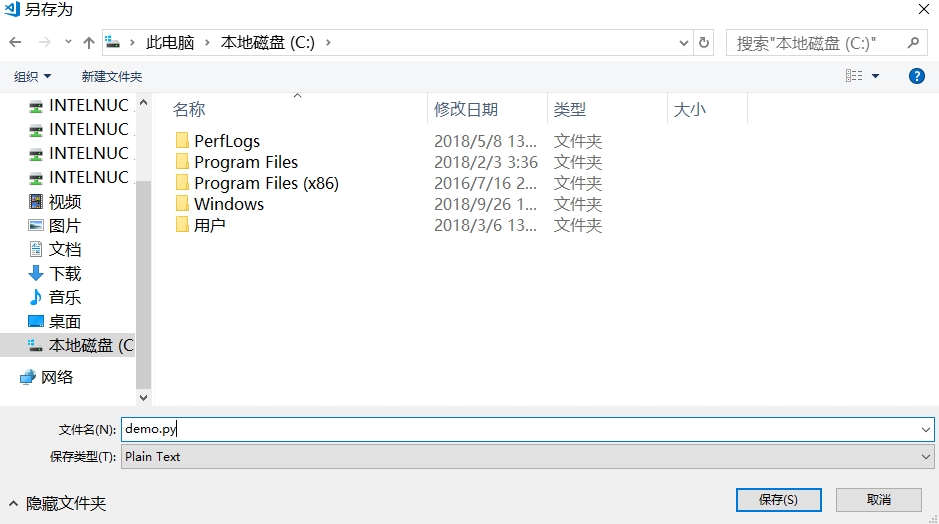 另存为
此电脑 › 本地磁盘 (C:) ›
搜索"本地磁盘 (C:)"
组织 新建文件夹
名称 修改日期 类型 大小
INTELNUC
INTELNUC
INTELNUC
INTELNUC
视频
图片
文档
下载
音乐
桌面
本地磁盘 (C
网络
PerfLogs 2018/5/8 13... 文件夹
Program Files 2018/2/3 3:36 文件夹
Program Files (x86) 2016/7/16 2... 文件夹
Windows 2018/9/26 1... 文件夹
用户 2018/3/6 13... 文件夹
文件名(N): demo.py
保存类型(T): Plain Text
隐藏文件夹 保存(S) 取消